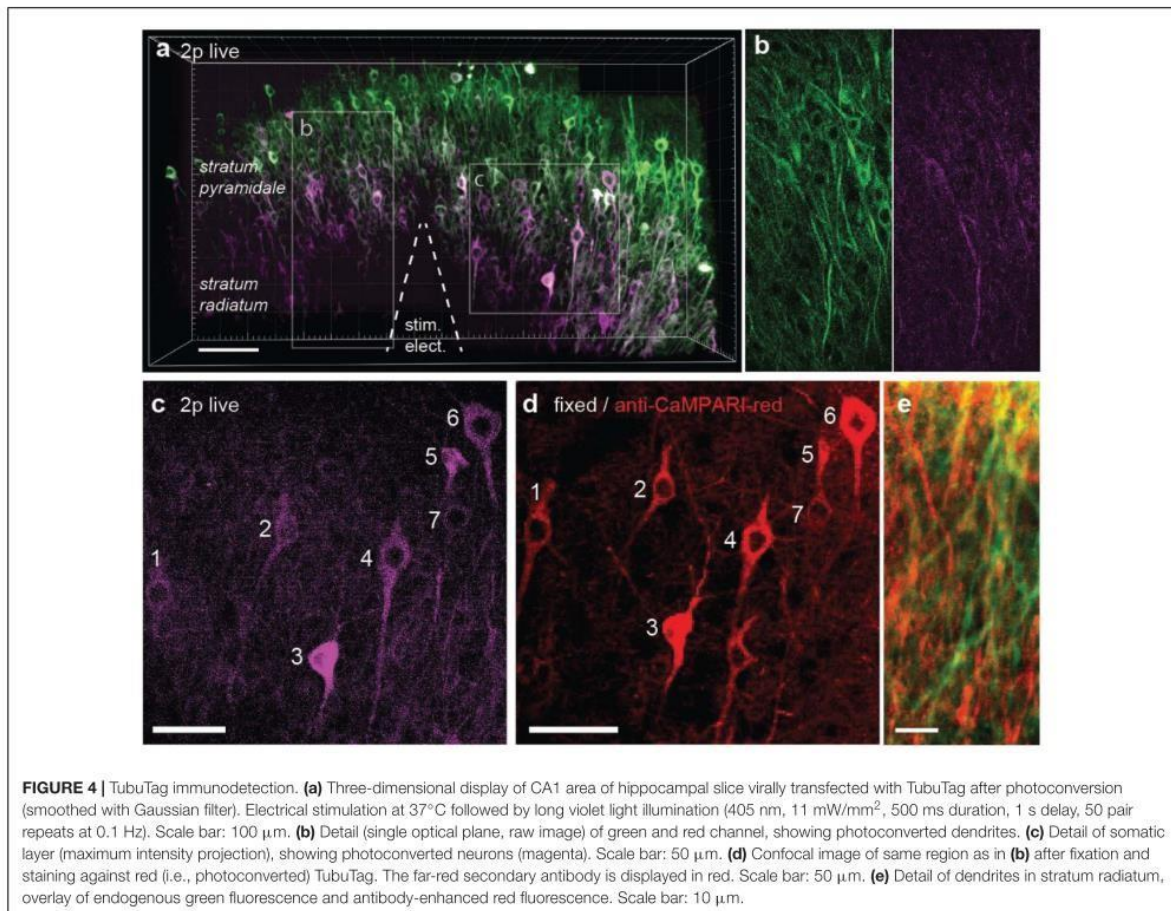 a 2p live
b
b
c
stratum
pyramidale
stratum
radiatum
stim.
elect.
c 2p live
6
5
7
2
1
4
3
d fixed / anti-CaMPARI-red
6
5
1
2
7
4
3
e
FIGURE 4 | TubuTag immunodetection. (a) Three-dimensional display of CA1 area of hippocampal slice virally transfected with TubuTag after photoconversion
(smoothed with Gaussian filter). Electrical stimulation at 37°C followed by long violet light illumination (405 nm, 11 mW/mm², 500 ms duration, 1 s delay, 50 pair
repeats at 0.1 Hz). Scale bar: 100 μm. (b) Detail (single optical plane, raw image) of green and red channel, showing photoconverted dendrites. (c) Detail of somatic
layer (maximum intensity projection), showing photoconverted neurons (magenta). Scale bar: 50 μm. (d) Confocal image of same region as in (b) after fixation and
staining against red (i.e., photoconverted) TubuTag. The far-red secondary antibody is displayed in red. Scale bar: 50 μm. (e) Detail of dendrites in stratum radiatum,
overlay of endogenous green fluorescence and antibody-enhanced red fluorescence. Scale bar: 10 μm.